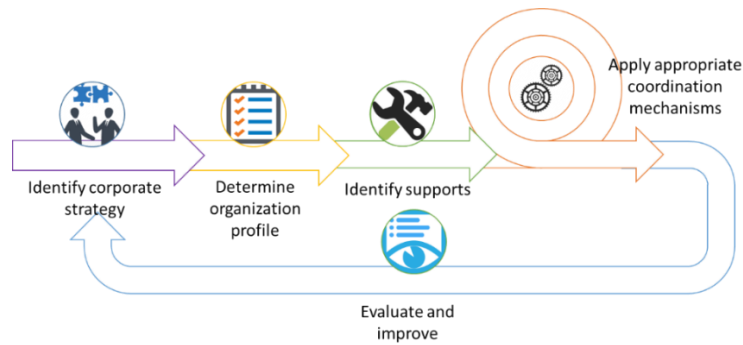 Identify corporate
strategy
Determine
organization
profile
Identify supports
Apply appropriate
coordination
mechanisms
Evaluate and
improve